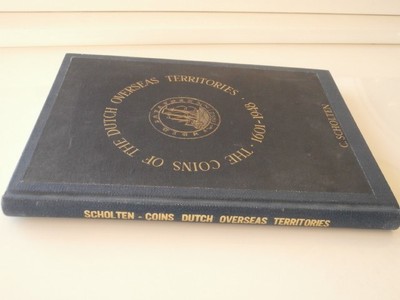 THE COINS OF THE DUTCH OVERSEAS TERRITORIES · 1601-1948 ·
C. SCHOLTEN
SCHOLTEN - COINS DUTCH OVERSEAS TERRITORIES